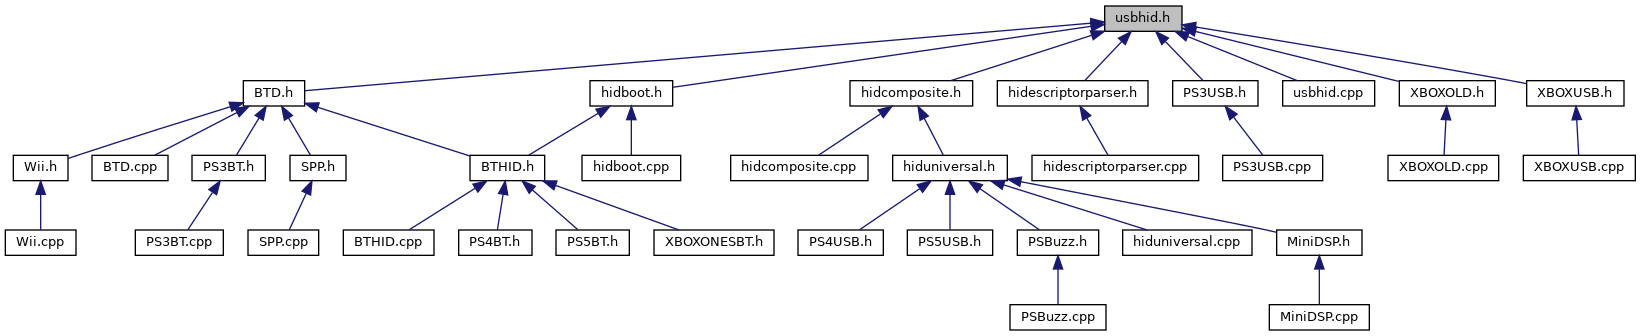 usbhid.h
BTD.h
hidboot.h
hidcomposite.h
hidescriptorparser.h
PS3USB.h
usbhid.cpp
XBOXOLD.h
XBOXUSB.h
Wii.h
BTD.cpp
PS3BT.h
SPP.h
BTHID.h
hidboot.cpp
hidcomposite.cpp
hiduniversal.h
hidescriptorparser.cpp
PS3USB.cpp
XBOXOLD.cpp
XBOXUSB.cpp
Wii.cpp
PS3BT.cpp
SPP.cpp
BTHID.cpp
PS4BT.h
PS5BT.h
XBOXONESBT.h
PS4USB.h
PS5USB.h
PSBuzz.h
hiduniversal.cpp
MiniDSP.h
PSBuzz.cpp
MiniDSP.cpp